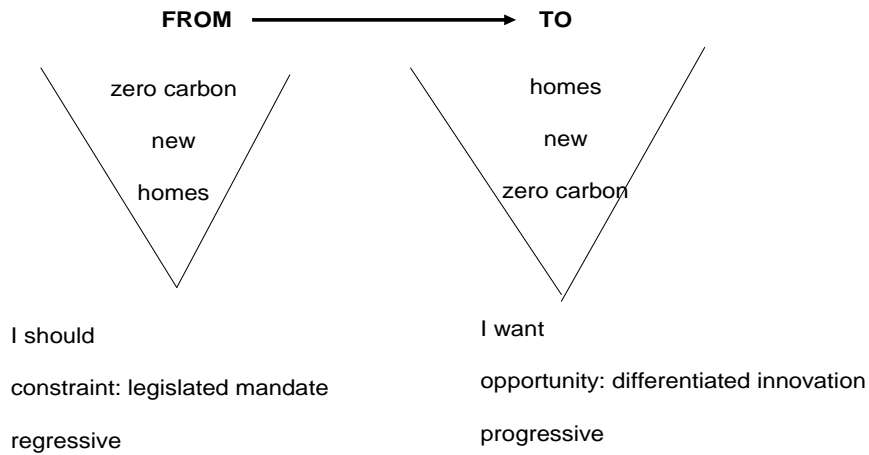 FROM TO
zero carbon
new
homes
homes
new
zero carbon
I should
constraint: legislated mandate
regressive
I want
opportunity: differentiated innovation
progressive